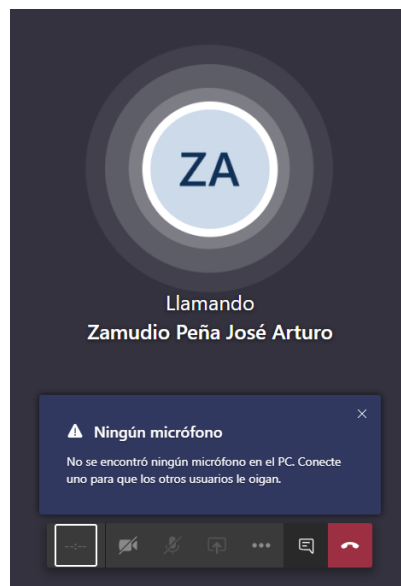 ZA
Llamando
Zamudio Peña José Arturo
Ningún micrófono
No se encontró ningún micrófono en el PC. Conecte
uno para que los otros usuarios le oigan.
--:--